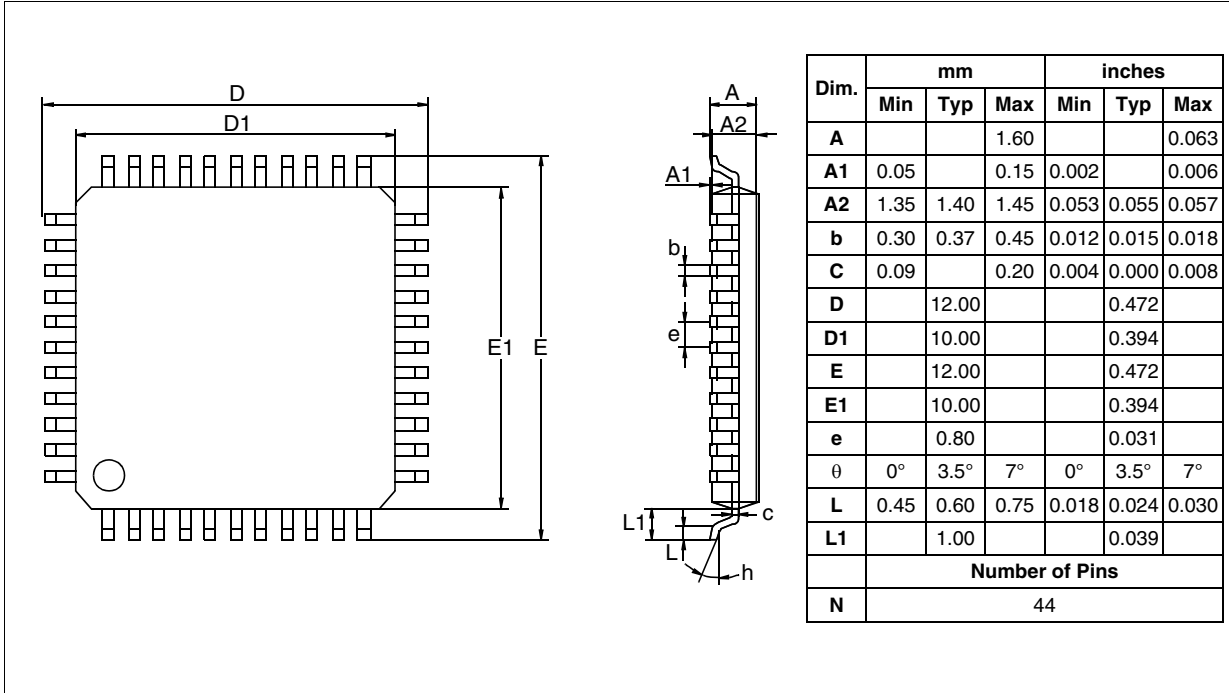 D
D1
E1
E
A
A2
A1
b
e
L1
L
c
h
Dim. mm inches
Min Typ Max Min Typ Max
A 1.60 0.063
A1 0.05 0.15 0.002 0.006
A2 1.35 1.40 1.45 0.053 0.055 0.057
b 0.30 0.37 0.45 0.012 0.015 0.018
C 0.09 0.20 0.004 0.000 0.008
D 12.00 0.472
D1 10.00 0.394
E 12.00 0.472
E1 10.00 0.394
e 0.80 0.031
θ 0° 3.5° 7° 0° 3.5° 7°
L 0.45 0.60 0.75 0.018 0.024 0.030
L1 1.00 0.039
Number of Pins
N 44